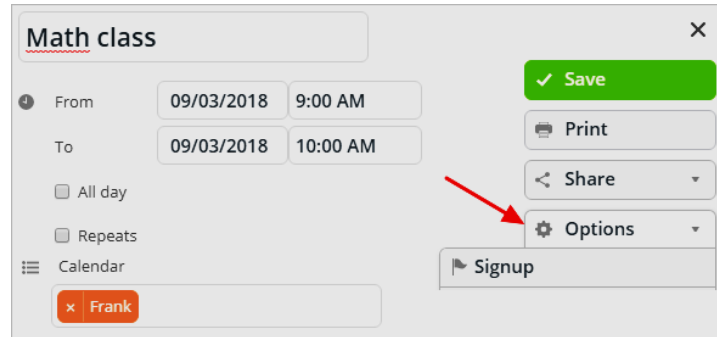 Math class
Save
From 09/03/2018 9:00 AM
Print
To 09/03/2018 10:00 AM
Share
All day
Options
Repeats
Calendar
Signup
× Frank